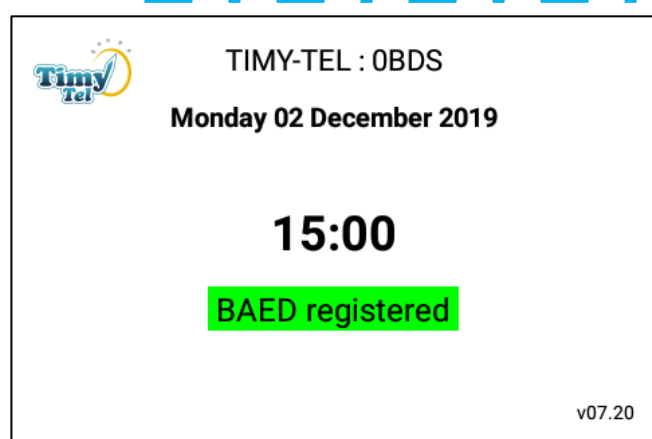 Timy
Tel
TIMY-TEL : 0BDS
Monday 02 December 2019
15:00
BAED registered
v07.20